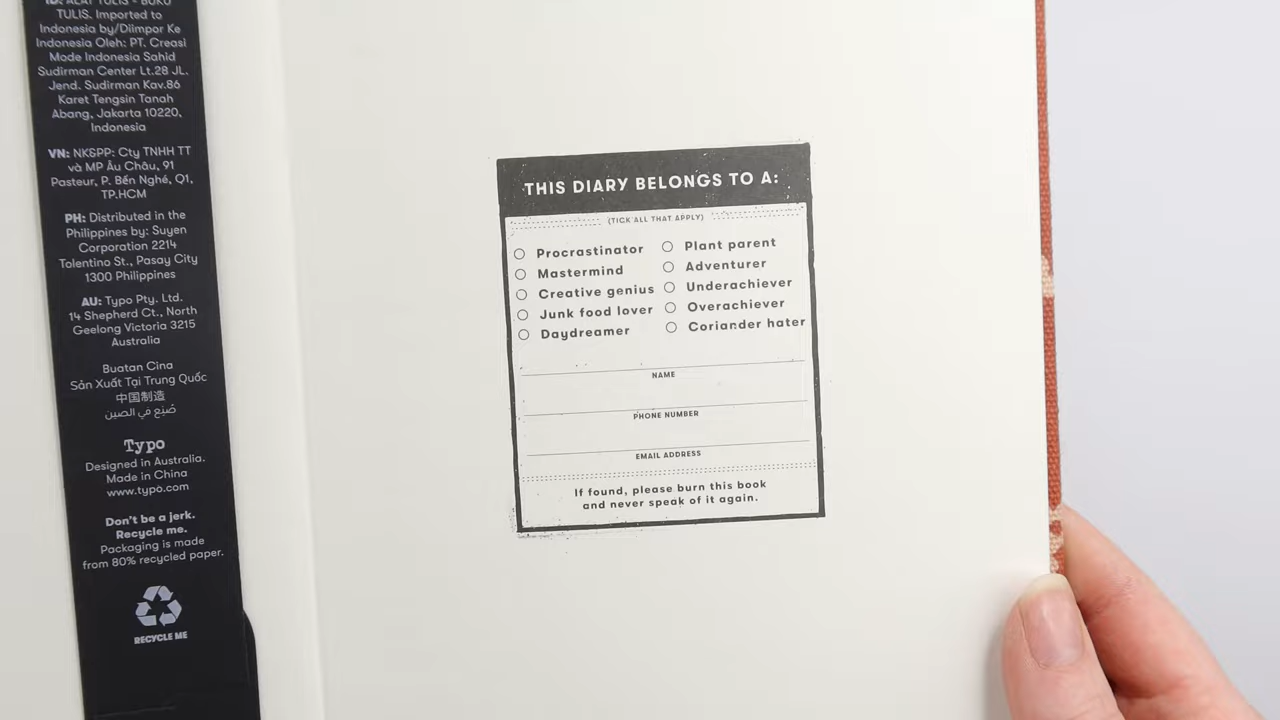 ID: ALAT TULIS - BUKU
TULIS. Imported to
Indonesia by/Diimpor Ke
Indonesia Oleh: PT. Creasi
Mode Indonesia Sahid
Sudirman Center Lt.28 JL.
Jend. Sudirman Kav.86
Karet Tengsin Tanah
Abang, Jakarta 10220,
Indonesia
VN: NK&PP: Cty TNHH TT
và MP Âu Châu, 91
Pasteur, P. Bến Nghé, Q1,
TP.HCM
PH: Distributed in the
Philippines by: Suyen
Corporation 2214
Tolentino St., Pasay City
1300 Philippines
AU: Typo Pty. Ltd.
14 Shepherd Ct., North
Geelong Victoria 3215
Australia
Buatan Cina
Sản Xuất Tại Trung Quốc
中国制造
صُنِع في الصين
Typo
Designed in Australia.
Made in China
www.typo.com
Don't be a jerk.
Recycle me.
Packaging is made
from 80% recycled paper.
RECYCLE ME
THIS DIARY BELONGS TO A:
(TICK ALL THAT APPLY)
Procrastinator
Mastermind
Creative genius
Junk food lover
Daydreamer
Plant parent
Adventurer
Underachiever
Overachiever
Coriander hater
NAME
PHONE NUMBER
EMAIL ADDRESS
If found, please burn this book
and never speak of it again.